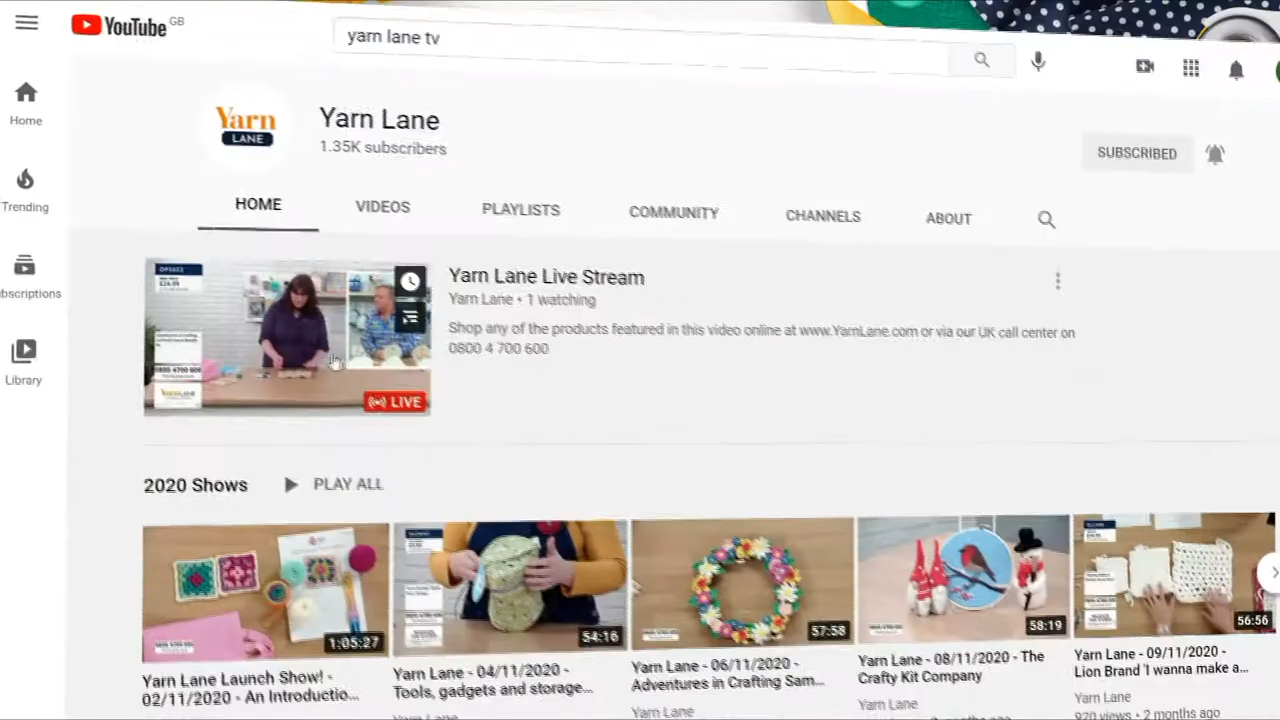 YouTube GB
yarn lane tv
Home
Trending
bscriptions
Library
Yarn
LANE
Yarn Lane
1.35K subscribers
SUBSCRIBED
HOME
VIDEOS
PLAYLISTS
COMMUNITY
CHANNELS
ABOUT
LIVE
Yarn Lane Live Stream
Yarn Lane • 1 watching
Shop any of the products featured in this video online at www.YarnLane.com or via our UK call center on
0800 4 700 600
2020 Shows
PLAY ALL
1:05:27
Yarn Lane Launch Show! -
02/11/2020 - An Introductio...
54:16
Yarn Lane - 04/11/2020 -
Tools, gadgets and storage...
Yarn Lane
57:58
Yarn Lane - 06/11/2020 -
Adventures in Crafting Sam...
Yarn Lane
58:19
Yarn Lane - 08/11/2020 - The
Crafty Kit Company
Yarn Lane
56:56
Yarn Lane - 09/11/2020 -
Lion Brand 'I wanna make a...
Yarn Lane
920 views • 2 months ago